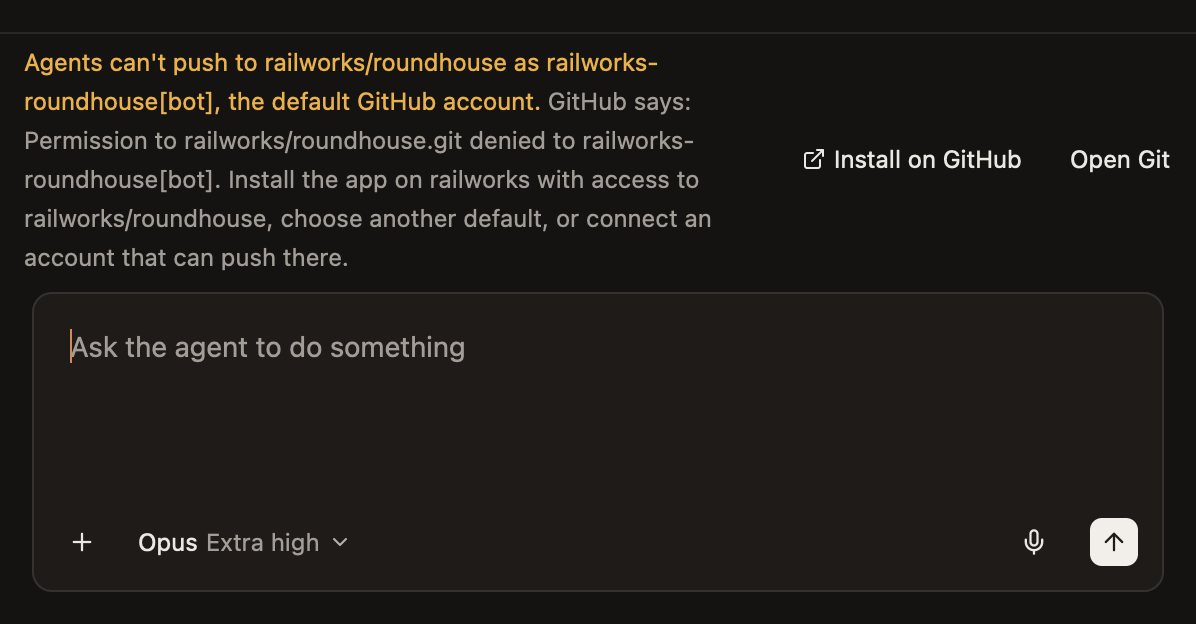 Agents can't push to railworks/roundhouse as railworks-
roundhouse[bot], the default GitHub account. GitHub says:
Permission to railworks/roundhouse.git denied to railworks-
roundhouse[bot]. Install the app on railworks with access to
railworks/roundhouse, choose another default, or connect an
account that can push there.
Install on GitHub
Open Git
Ask the agent to do something
Opus Extra high